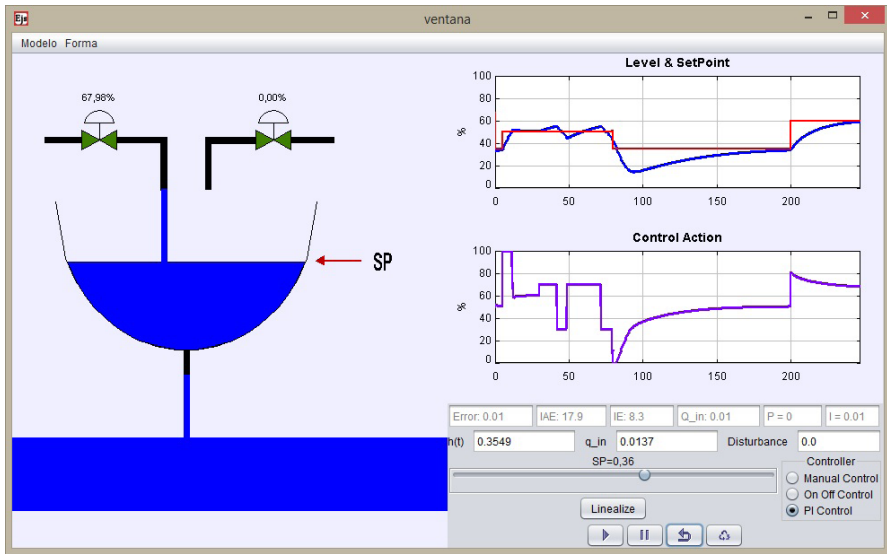 Ejs
ventana
Modelo Forma
67,98%
0,00%
SP
Level & SetPoint
100
80
60
40
20
0
%
0 50 100 150 200
Control Action
100
80
60
40
20
0
%
0 50 100 150 200
Error: 0.01 IAE: 17.9 IE: 8.3 Q_in: 0.01 P = 0 I = 0.01
h(t) 0.3549 q_in 0.0137 Disturbance 0.0
SP=0,36
Controller
Manual Control
On Off Control
PI Control
Linealize